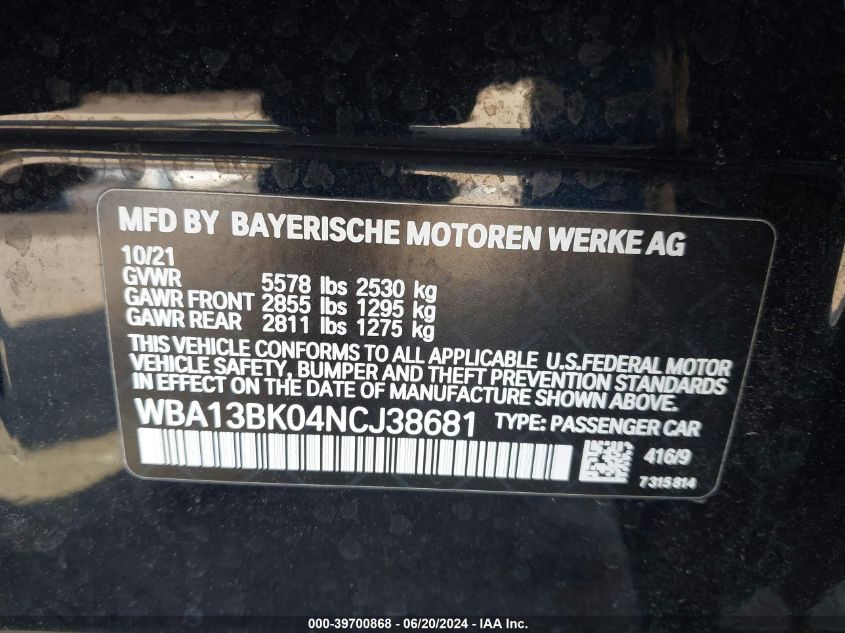 MFD BY BAYERISCHE MOTOREN WERKE AG
10/21
GVWR 5578 lbs 2530 kg
GAWR FRONT 2855 lbs 1295 kg
GAWR REAR 2811 lbs 1275 kg
THIS VEHICLE CONFORMS TO ALL APPLICABLE U.S.FEDERAL MOTOR
VEHICLE SAFETY, BUMPER AND THEFT PREVENTION STANDARDS
IN EFFECT ON THE DATE OF MANUFACTURE SHOWN ABOVE.
WBA13BK04NCJ38681 TYPE: PASSENGER CAR
416/9
7315814
000-39700868 - 06/20/2024 - IAA Inc.